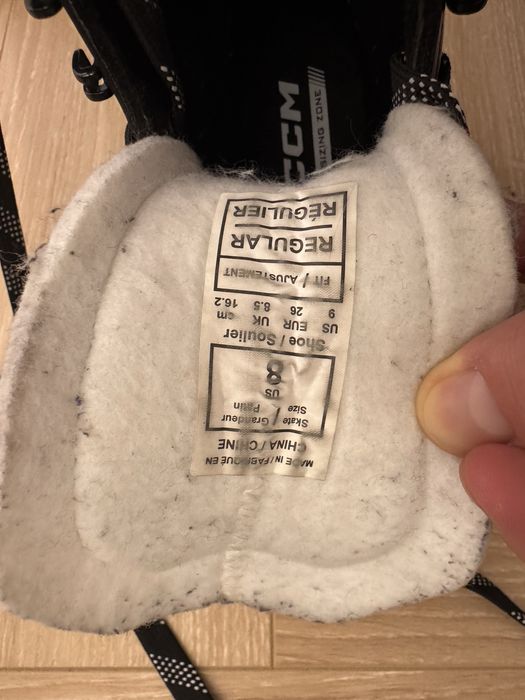 MADE IN / FABRIQUÉ EN
CHINA / CHINE
Skate / Grandeur
Size / Patin
US
8
Shoe / Soulier
US EUR UK cm
9 26 8.5 16.2
FIT / AJUSTEMENT
REGULAR
RÉGULIER
CCM
SIZING ZONE